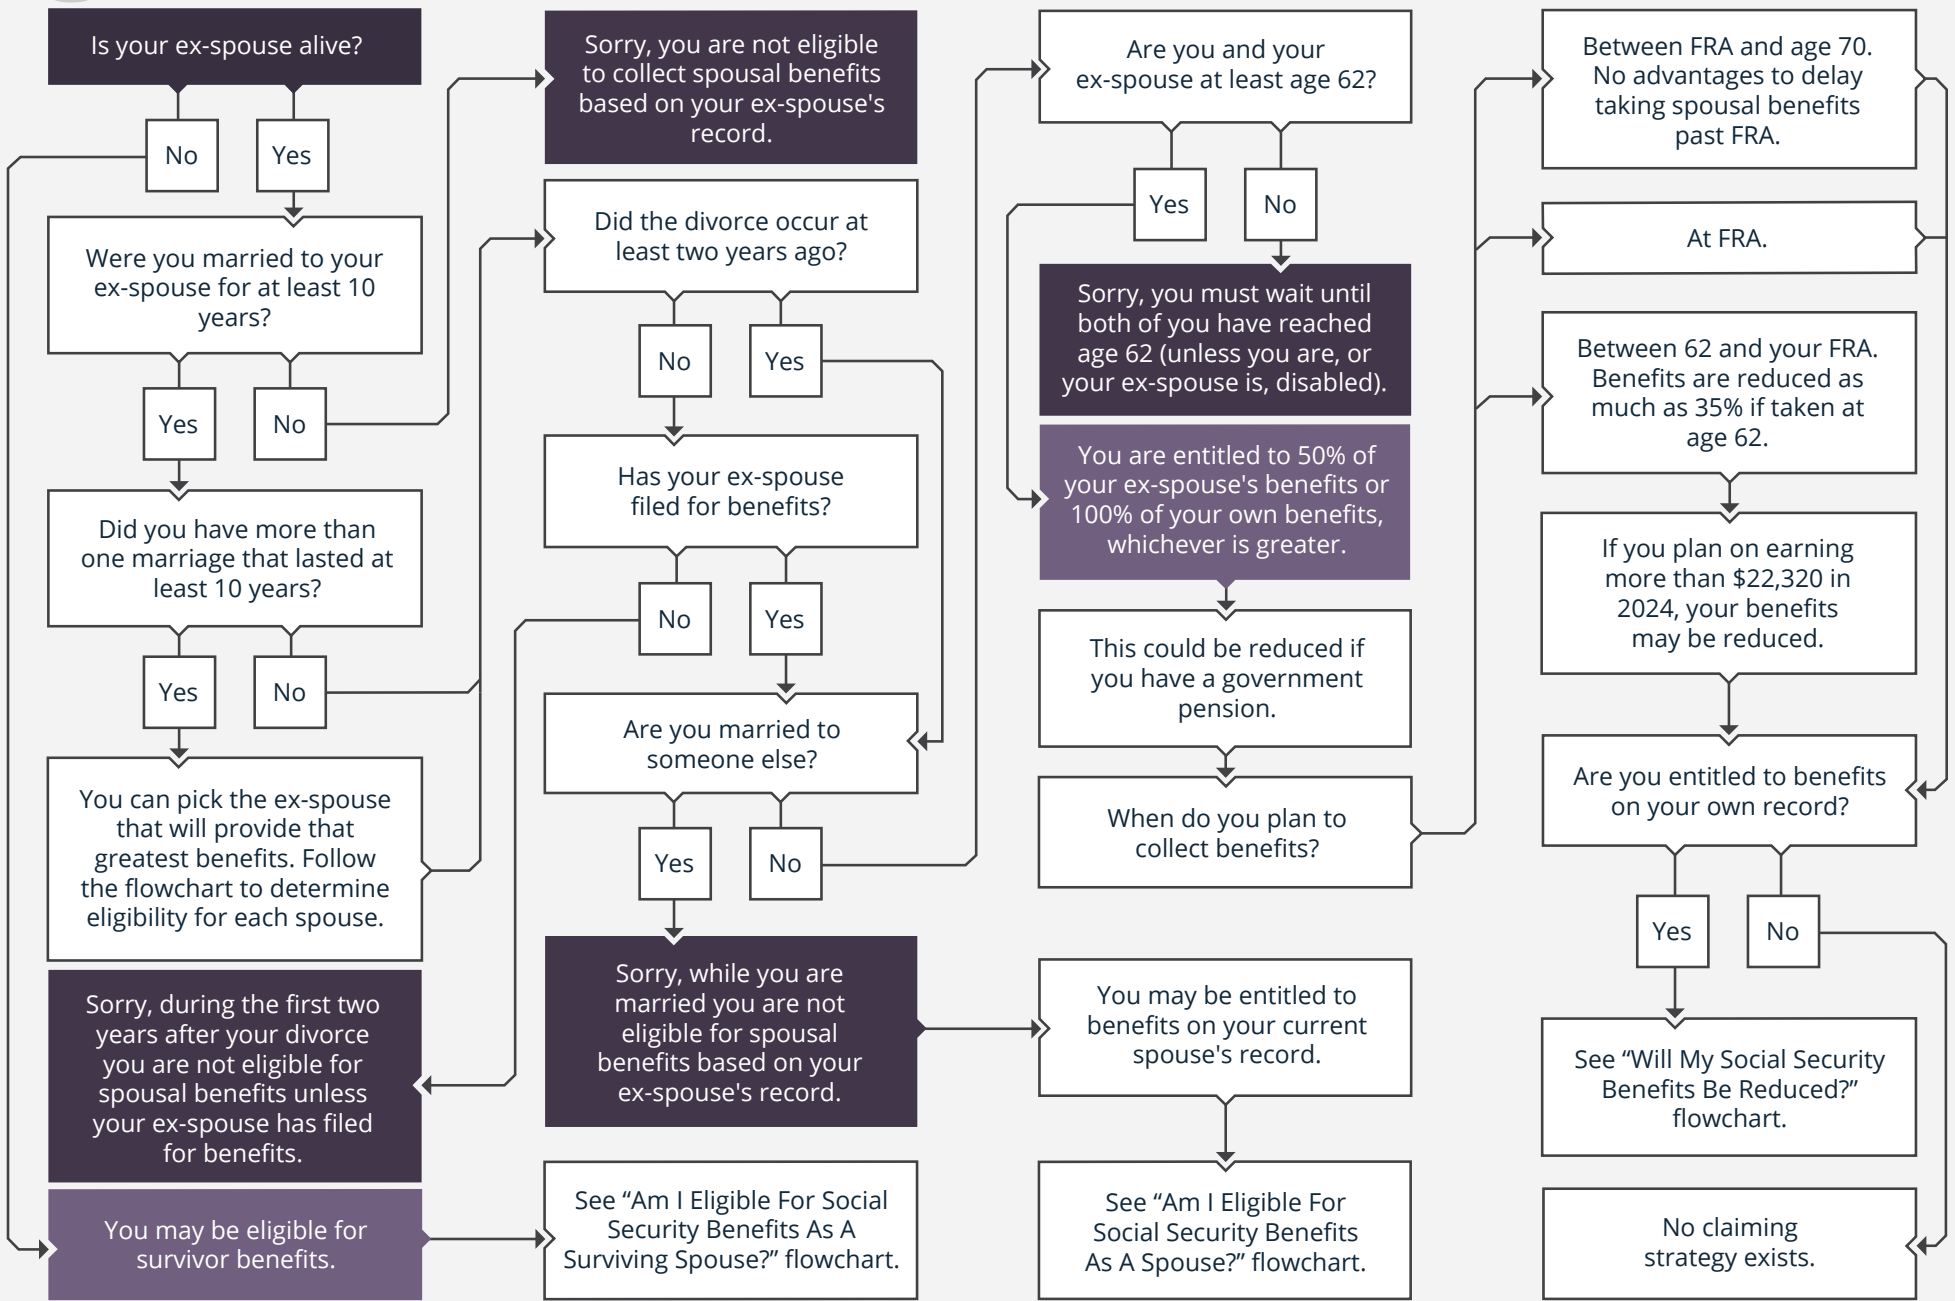 Is your ex-spouse alive?
No
Yes
Were you married to your
ex-spouse for at least 10
years?
Yes
No
Did you have more than
one marriage that lasted at
least 10 years?
Yes
No
You can pick the ex-spouse
that will provide that
greatest benefits. Follow
the flowchart to determine
eligibility for each spouse.
Sorry, during the first two
years after your divorce
you are not eligible for
spousal benefits unless
your ex-spouse has filed
for benefits.
You may be eligible for
survivor benefits.
Sorry, you are not eligible
to collect spousal benefits
based on your ex-spouse's
record.
Did the divorce occur at
least two years ago?
No
Yes
Has your ex-spouse
filed for benefits?
No
Yes
Are you married to
someone else?
Yes
No
Sorry, while you are
married you are not
eligible for spousal
benefits based on your
ex-spouse's record.
See “Am I Eligible For Social
Security Benefits As A
Surviving Spouse?” flowchart.
Are you and your
ex-spouse at least age 62?
Yes
No
Sorry, you must wait until
both of you have reached
age 62 (unless you are, or
your ex-spouse is, disabled).
You are entitled to 50% of
your ex-spouse's benefits or
100% of your own benefits,
whichever is greater.
This could be reduced if
you have a government
pension.
When do you plan to
collect benefits?
You may be entitled to
benefits on your current
spouse's record.
See “Am I Eligible For
Social Security Benefits
As A Spouse?” flowchart.
Between FRA and age 70.
No advantages to delay
taking spousal benefits
past FRA.
At FRA.
Between 62 and your FRA.
Benefits are reduced as
much as 35% if taken at
age 62.
If you plan on earning
more than $22,320 in
2024, your benefits
may be reduced.
Are you entitled to benefits
on your own record?
Yes
No
See “Will My Social Security
Benefits Be Reduced?”
flowchart.
No claiming
strategy exists.